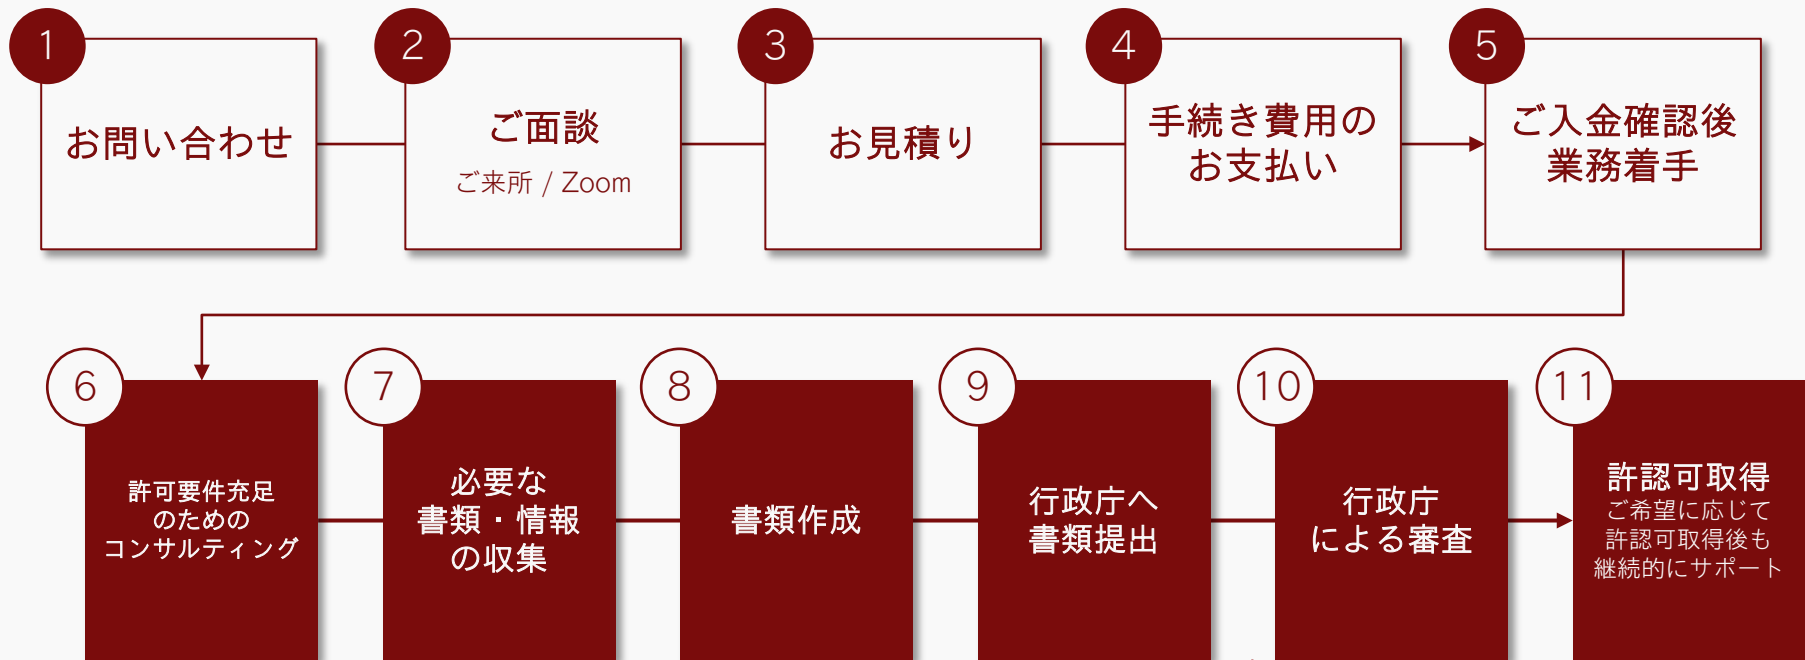 1
お問い合わせ
2
ご面談
ご来所 / Zoom
3
お見積り
4
手続き費用の
お支払い
5
ご入金確認後
業務着手
6
許可要件充足
のための
コンサルティング
7
必要な
書類・情報
の収集
8
書類作成
9
行政庁へ
書類提出
10
行政庁
による審査
11
許認可取得
ご希望に応じて
許認可取得後も
継続的にサポート